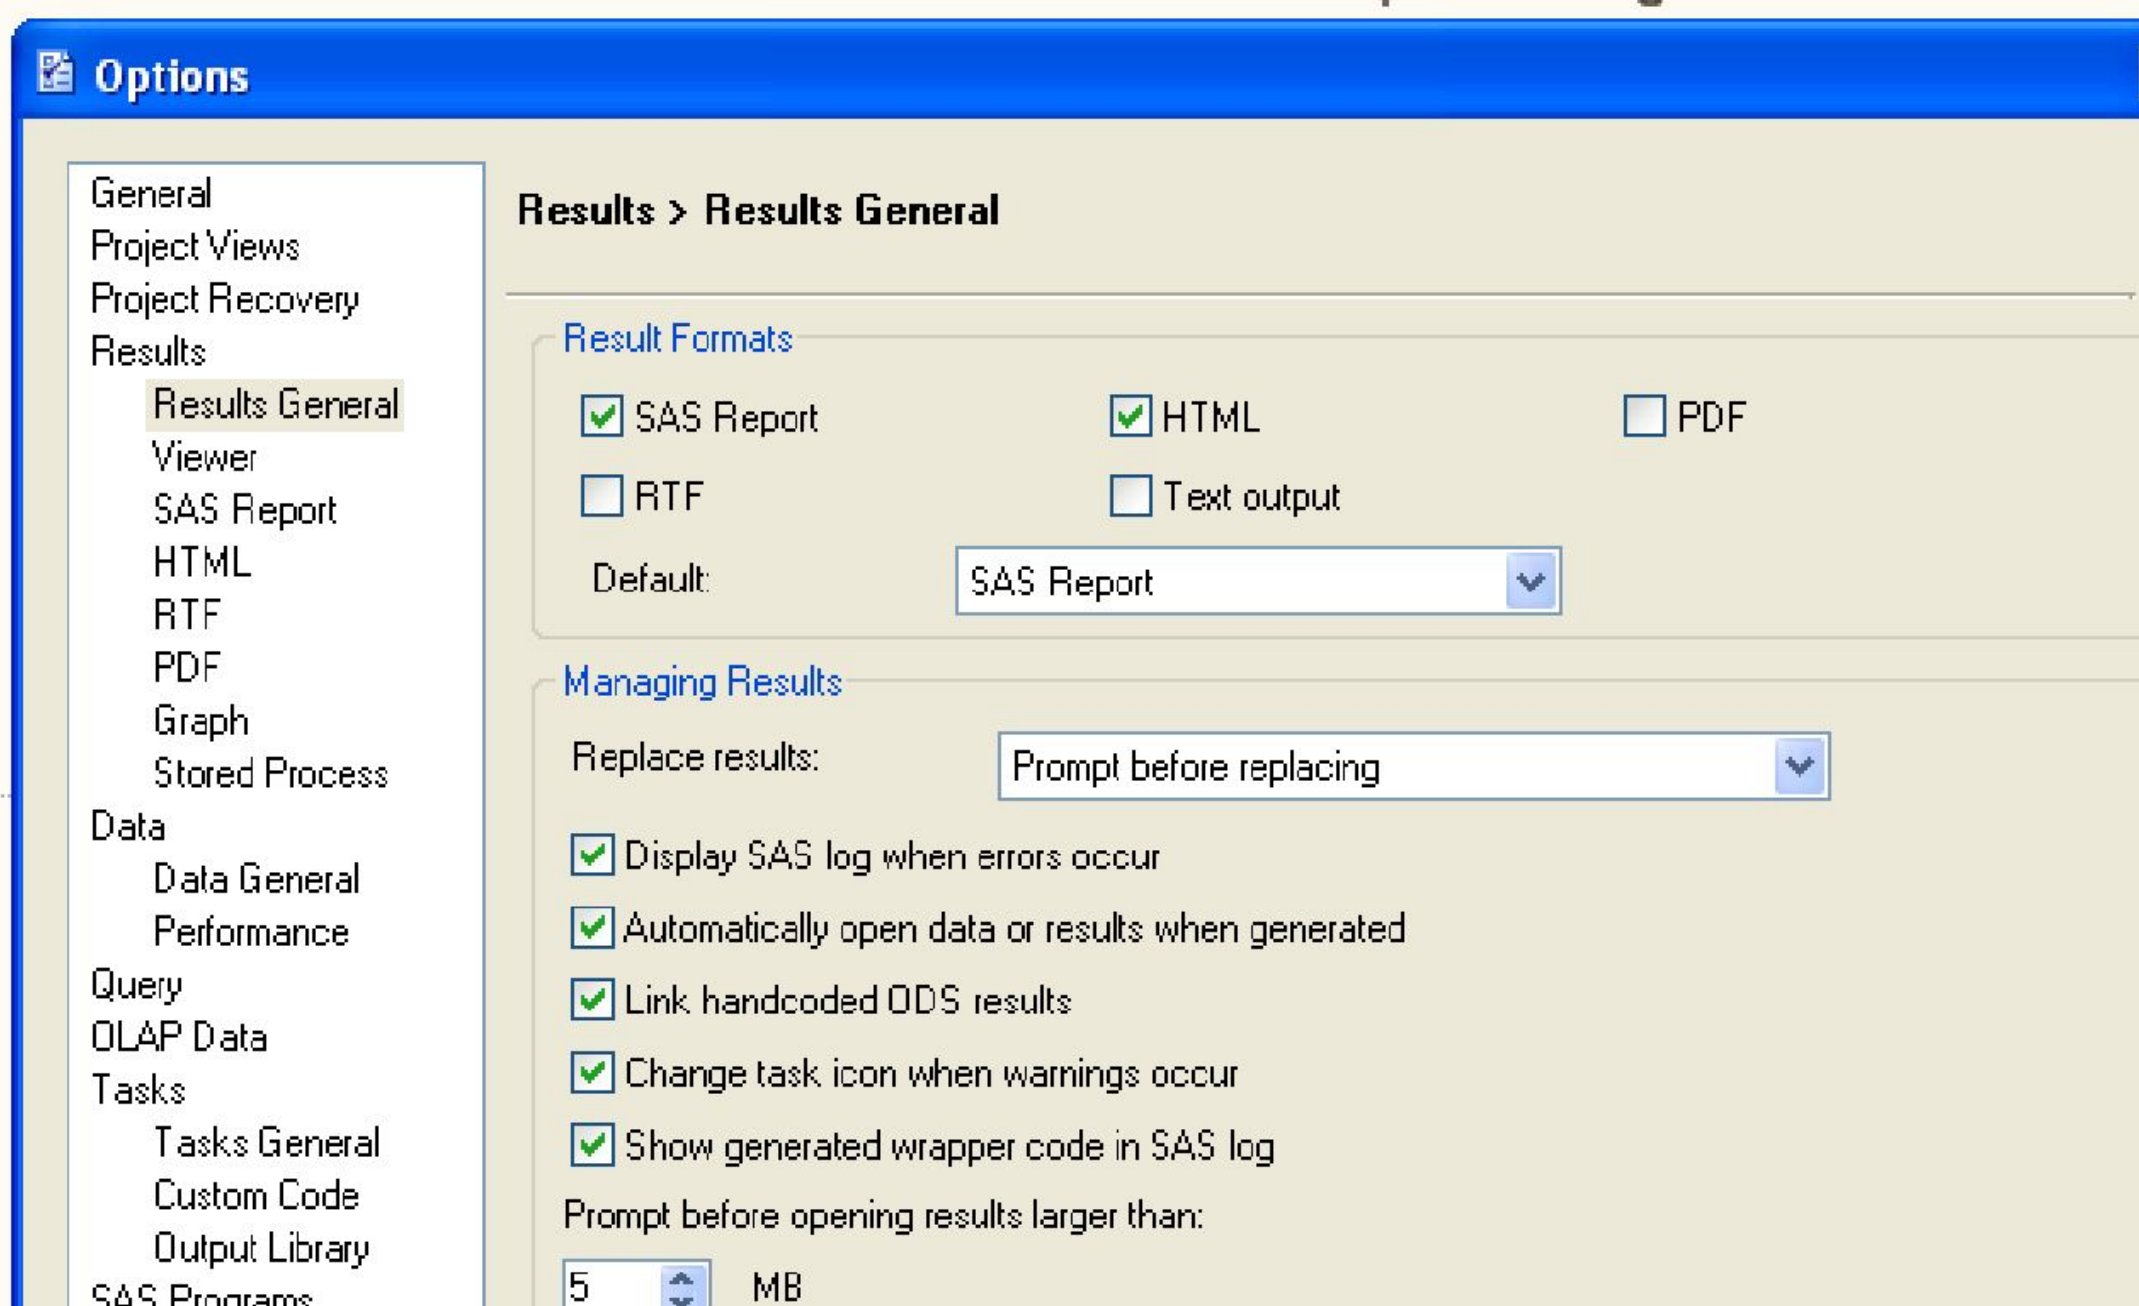 Options
General
Project Views
Project Recovery
Results
Results General
Viewer
SAS Report
HTML
RTF
PDF
Graph
Stored Process
Data
Data General
Performance
Query
OLAP Data
Tasks
Tasks General
Custom Code
Output Library
SAS Programs
Results > Results General
Result Formats
SAS Report HTML PDF
RTF Text output
Default: SAS Report
Managing Results
Replace results: Prompt before replacing
Display SAS log when errors occur
Automatically open data or results when generated
Link handcoded ODS results
Change task icon when warnings occur
Show generated wrapper code in SAS log
Prompt before opening results larger than:
5 MB